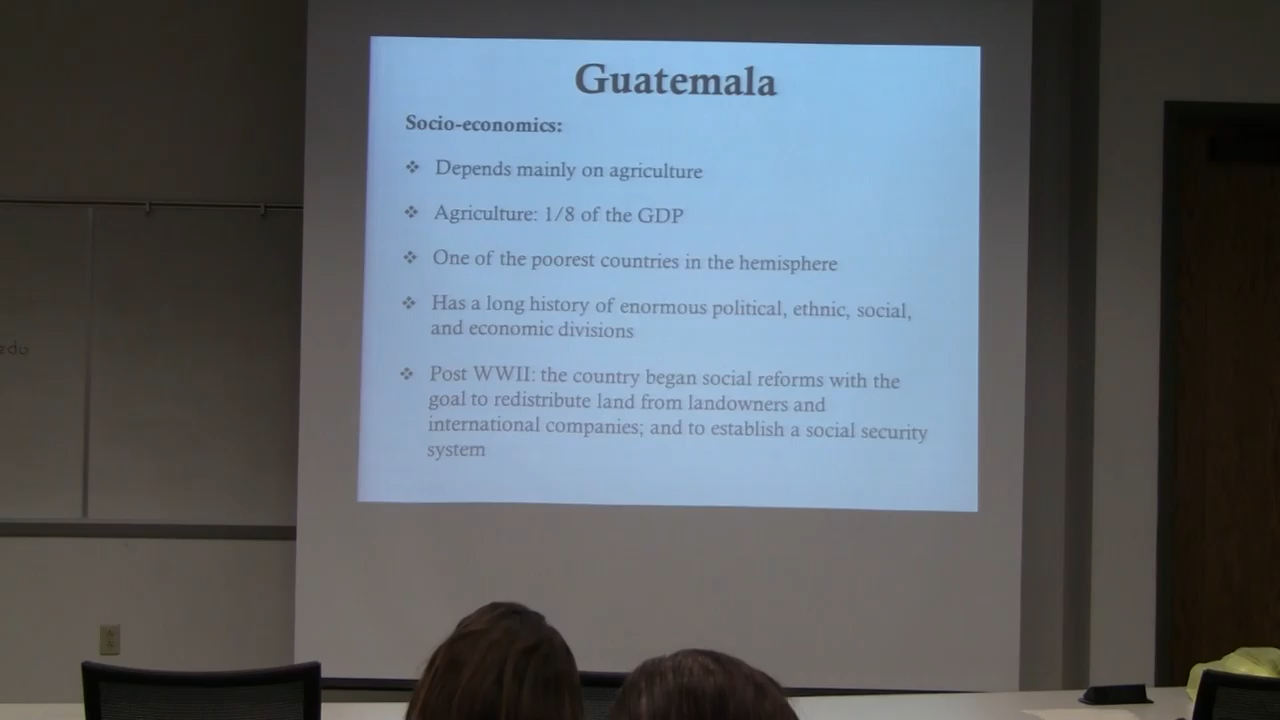 Guatemala
Socio-economics:
❖ Depends mainly on agriculture
❖ Agriculture: 1/8 of the GDP
❖ One of the poorest countries in the hemisphere
❖ Has a long history of enormous political, ethnic, social,
and economic divisions
❖ Post WWII: the country began social reforms with the
goal to redistribute land from landowners and
international companies; and to establish a social security
system